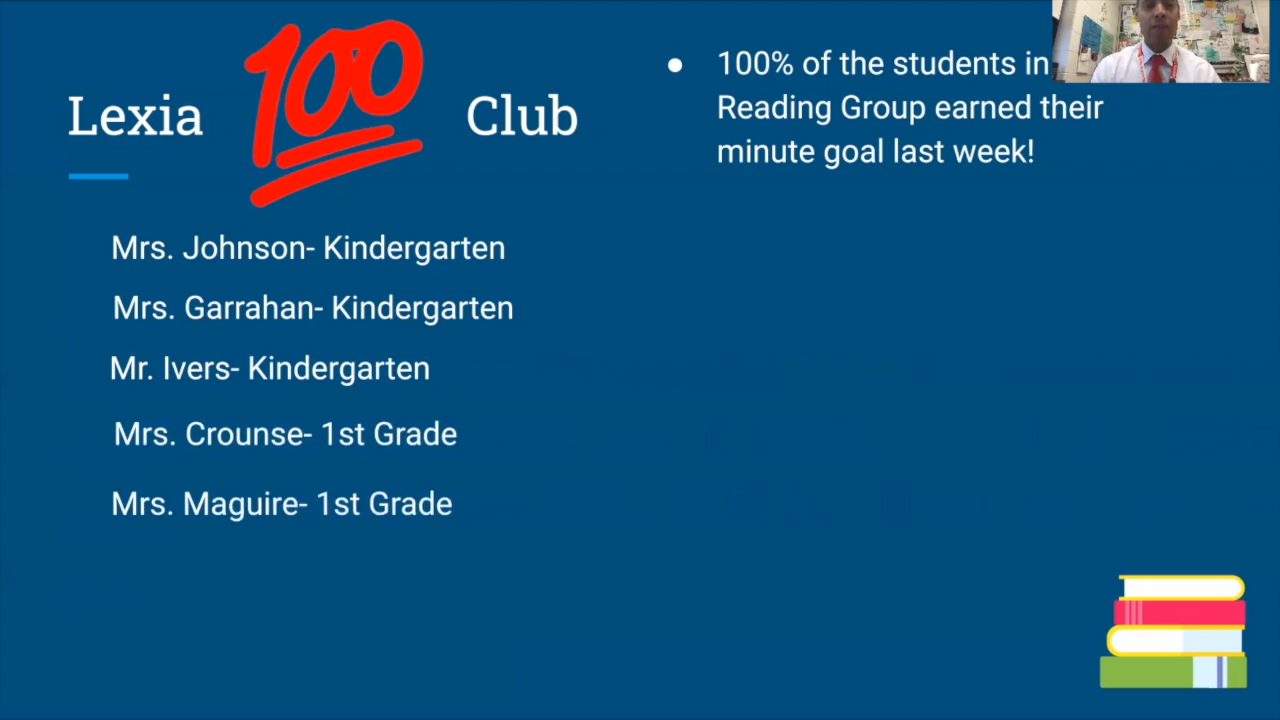 Lexia 100 Club
100% of the students in
Reading Group earned their
minute goal last week!
Mrs. Johnson- Kindergarten
Mrs. Garrahan- Kindergarten
Mr. Ivers- Kindergarten
Mrs. Crounse- 1st Grade
Mrs. Maguire- 1st Grade